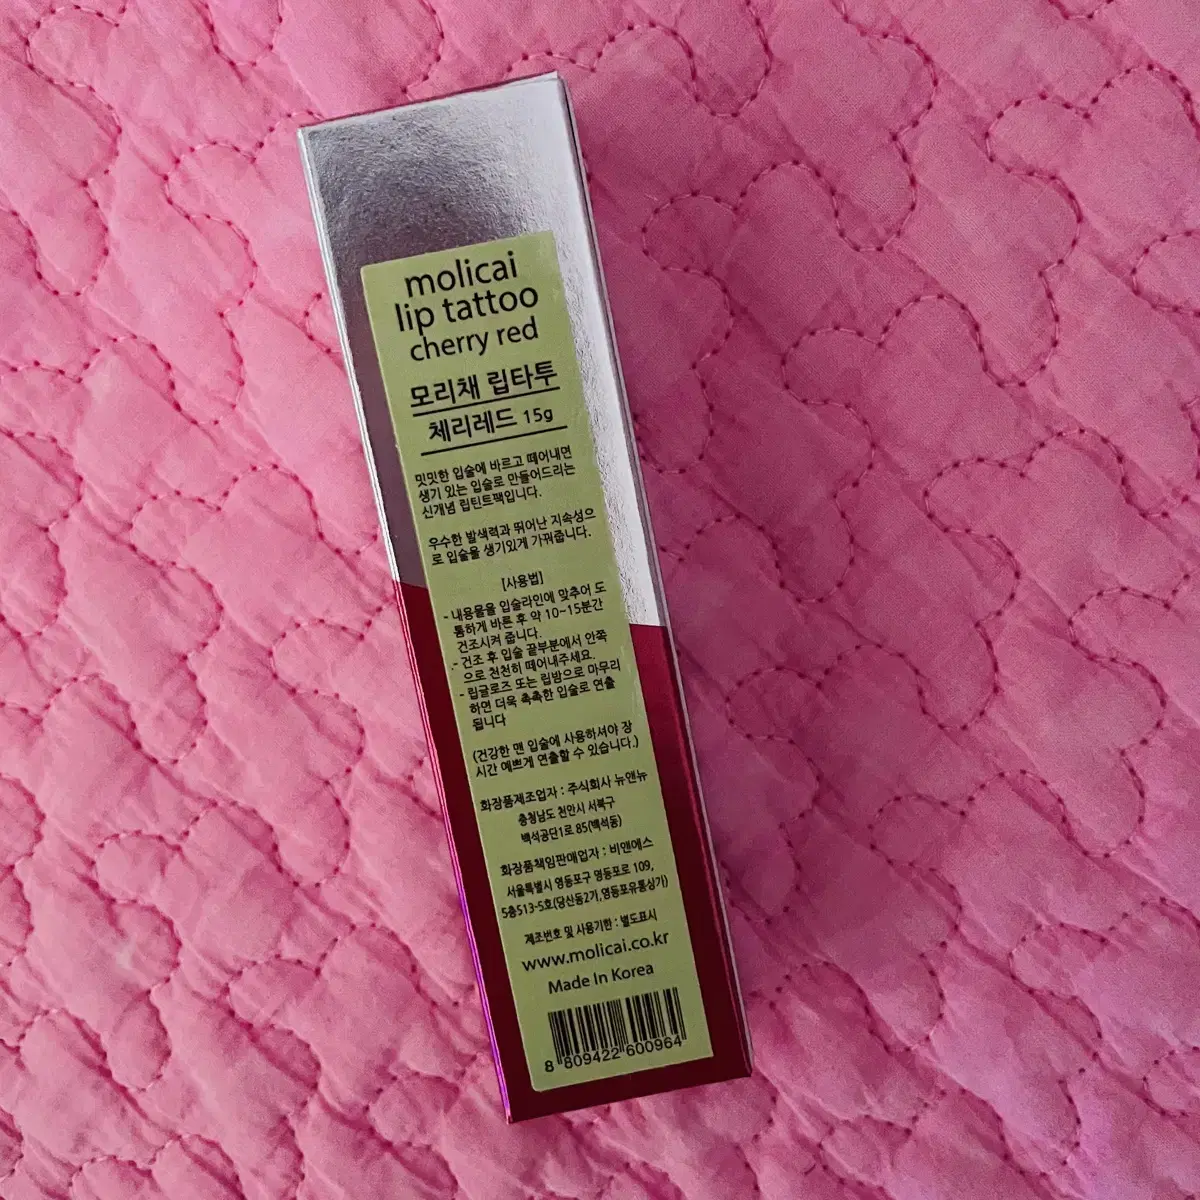 molicai
lip tattoo
cherry red
모리채 립타투
체리레드 15g
밋밋한 입술에 바르고 떼어내면
생기 있는 입술로 만들어드리는
신개념 립틴트팩입니다.
우수한 발색력과 뛰어난 지속성으
로 입술을 생기있게 가꿔줍니다.
[사용법]
- 내용물을 입술라인에 맞추어 도
톰하게 바른 후 약 10~15분간
건조시켜 줍니다.
- 건조 후 입술 끝부분에서 안쪽
으로 천천히 떼어내주세요.
- 립글로즈 또는 립밤으로 마무리
하면 더욱 촉촉한 입술로 연출
됩니다
(건강한 맨 입술에 사용하셔야 장
시간 예쁘게 연출할 수 있습니다.)
화장품제조업자 : 주식회사 뉴앤뉴
충청남도 천안시 서북구
백석공단1로 85(백석동)
화장품책임판매업자 : 비앤에스
서울특별시 영등포구 영등포로 109,
5층513-5호(당산동2가,영등포유통상가)
제조번호 및 사용기한 : 별도표시
www.molicai.co.kr
Made In Korea
8 809422 600964